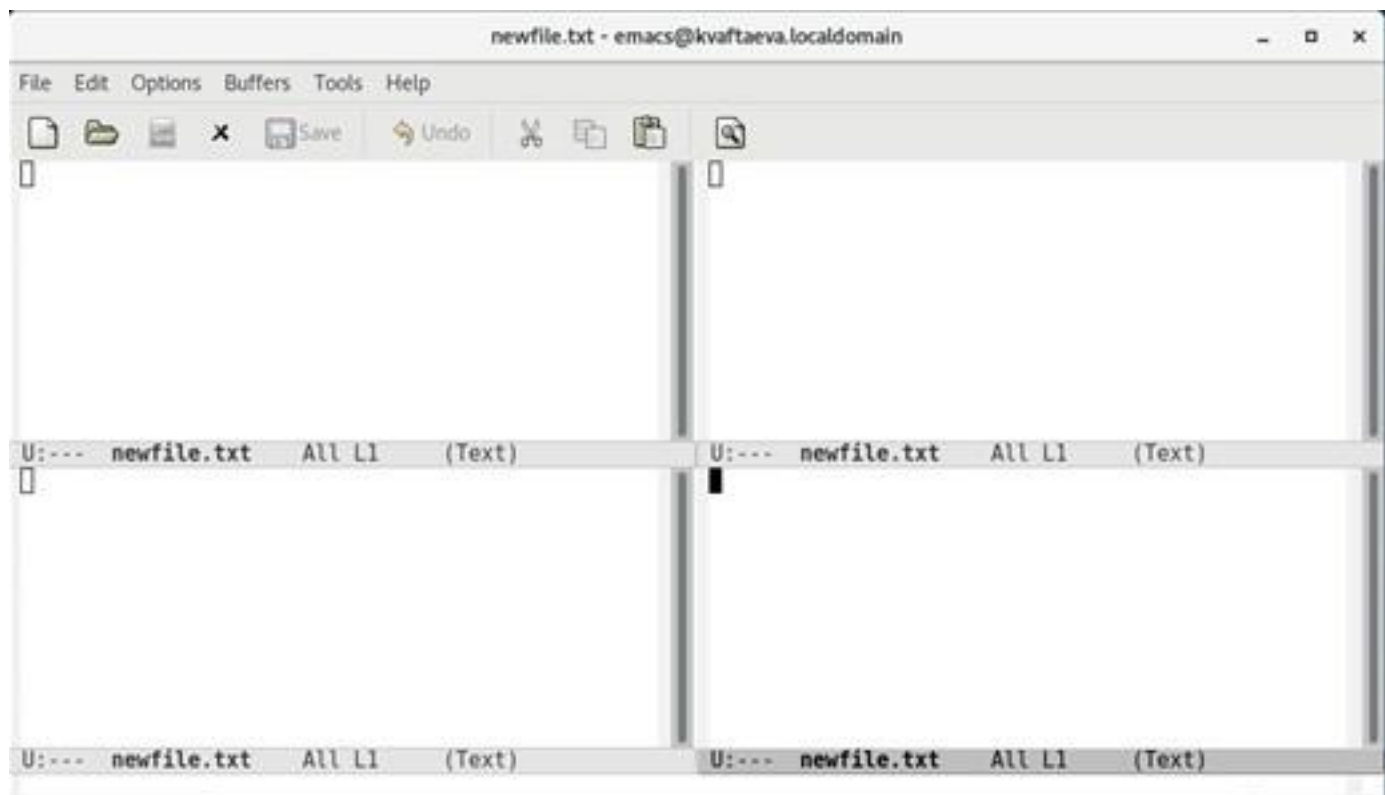 newfile.txt - emacs@kvaftaeva.localdomain
File Edit Options Buffers Tools Help
Save Undo
U:--- newfile.txt All L1 (Text)
U:--- newfile.txt All L1 (Text)
U:--- newfile.txt All L1 (Text)
U:--- newfile.txt All L1 (Text)